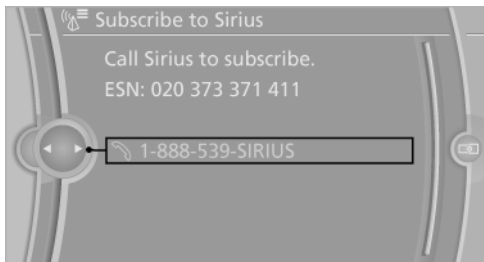 Subscribe to Sirius
Call Sirius to subscribe.
ESN: 020 373 371 411
1-888-539-SIRIUS